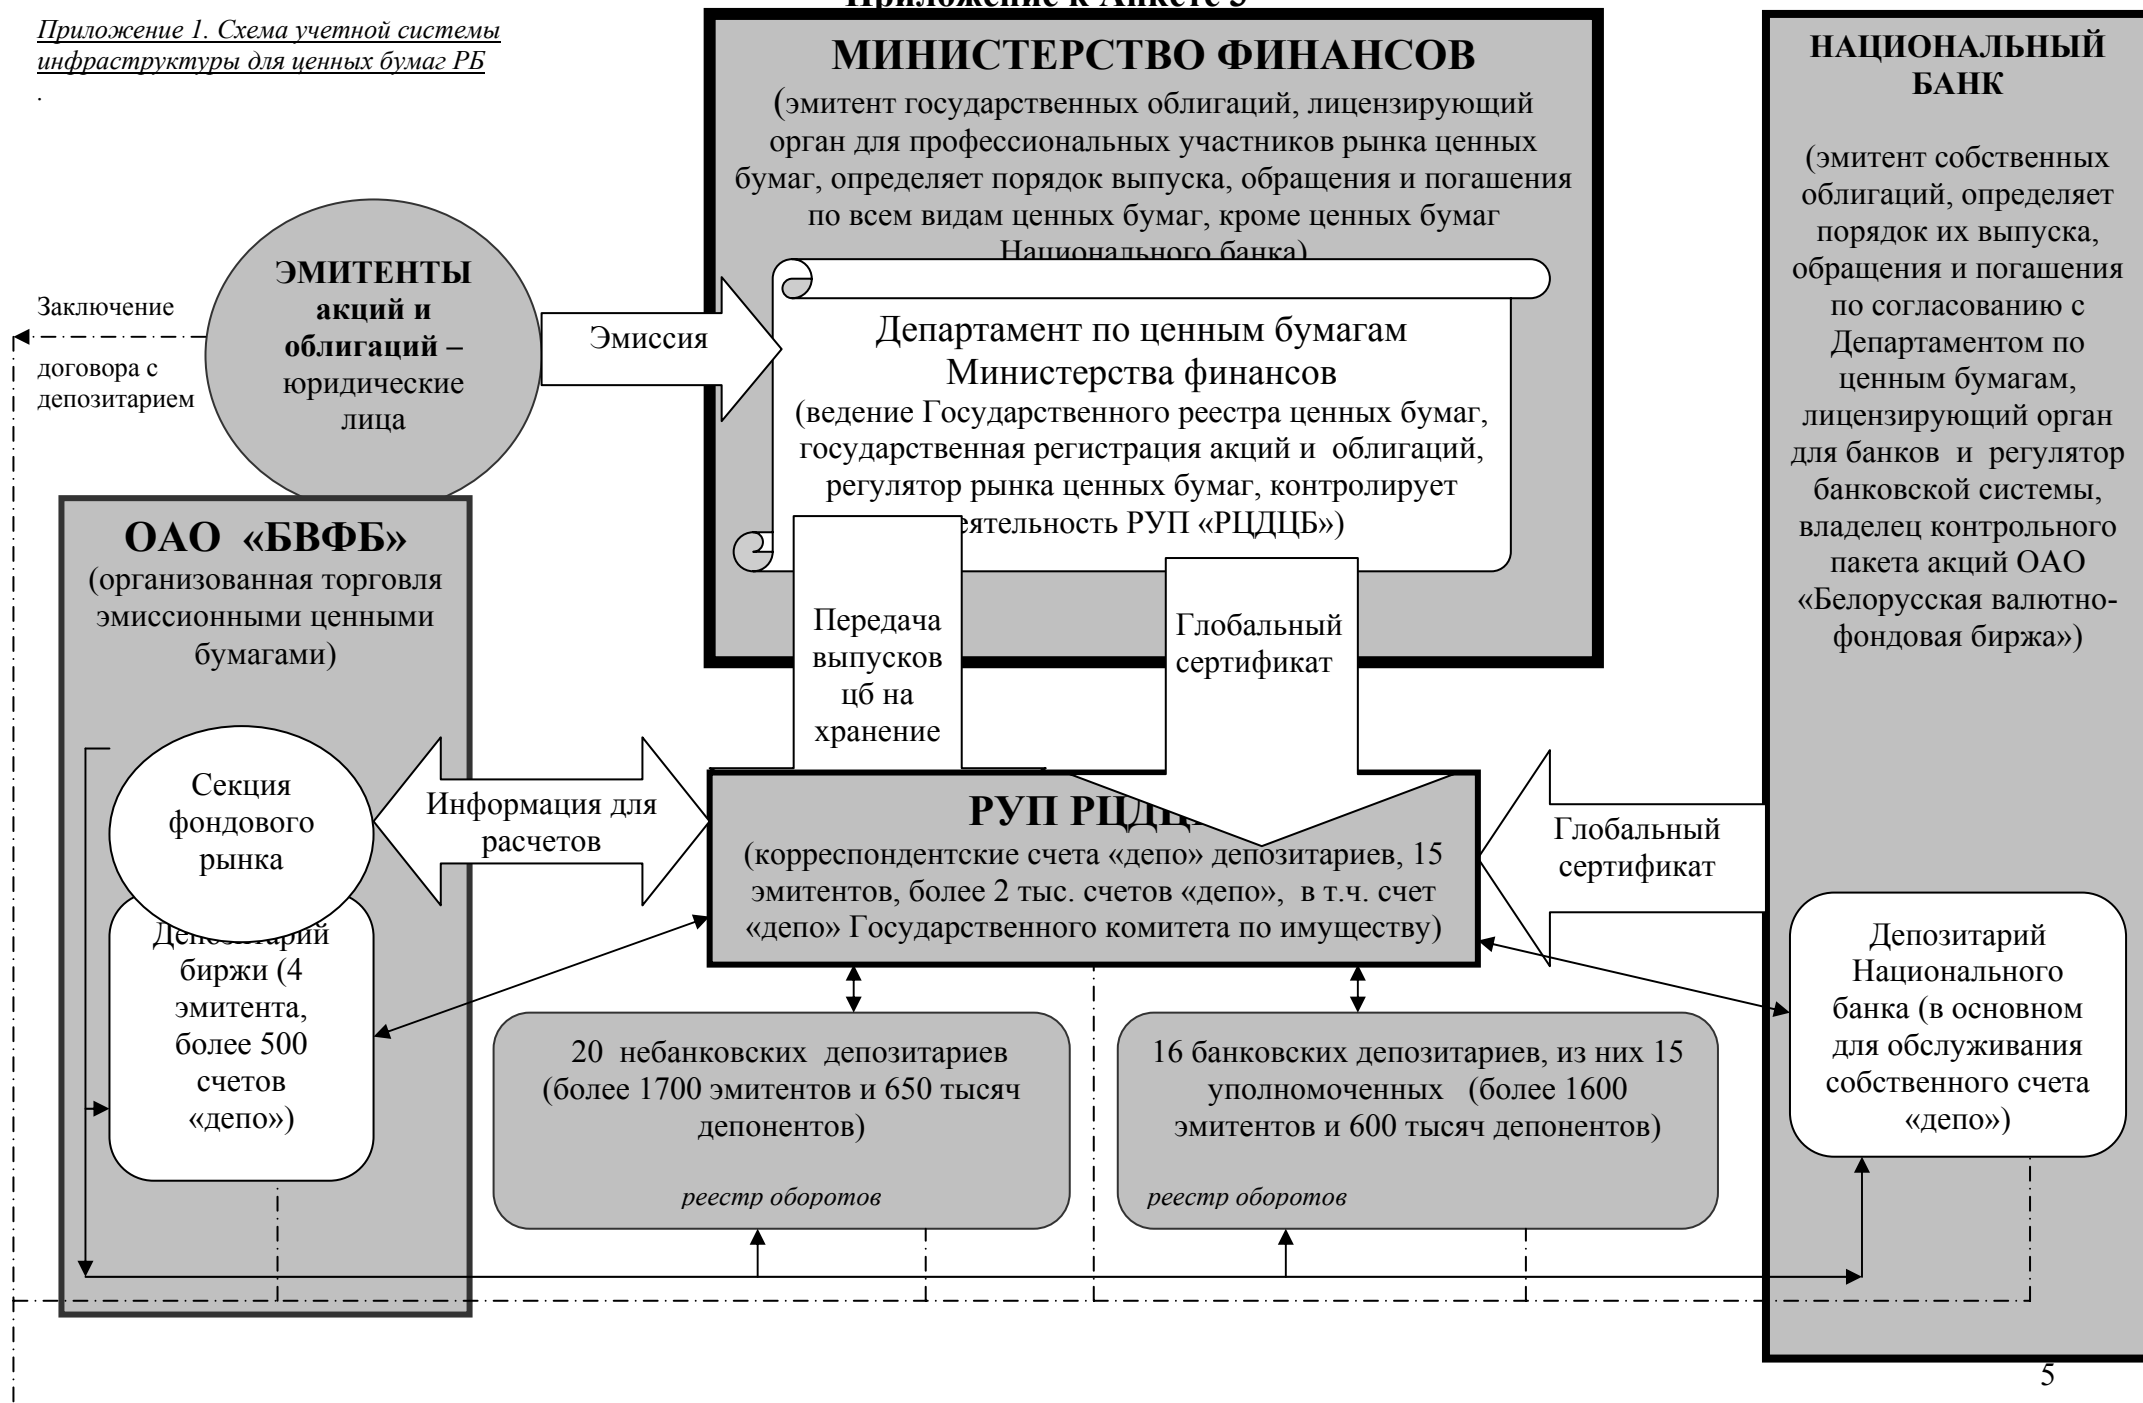 Приложение к Анкете 3
Приложение 1. Схема учетной системы
инфраструктуры для ценных бумаг РБ
.
МИНИСТЕРСТВО ФИНАНСОВ
(эмитент государственных облигаций, лицензирующий
орган для профессиональных участников рынка ценных
бумаг, определяет порядок выпуска, обращения и погашения
по всем видам ценных бумаг, кроме ценных бумаг
Национального банка)
НАЦИОНАЛЬНЫЙ
БАНК
(эмитент собственных
облигаций, определяет
порядок их выпуска,
обращения и погашения
по согласованию с
Департаментом по
ценным бумагам,
лицензирующий орган
для банков и регулятор
банковской системы,
владелец контрольного
пакета акций ОАО
«Белорусская валютно-
фондовая биржа»)
ЭМИТЕНТЫ
акций и
облигаций –
юридические
лица
Заключение
договора с
депозитарием
Эмиссия
Департамент по ценным бумагам
Министерства финансов
(ведение Государственного реестра ценных бумаг,
государственная регистрация акций и облигаций,
регулятор рынка ценных бумаг, контролирует
еятельность РУП «РЦДЦБ»)
ОАО «БВФБ»
(организованная торговля
эмиссионными ценными
бумагами)
Передача
выпусков
цб на
хранение
Глобальный
сертификат
Секция
фондового
рынка
Информация для
расчетов
РУП РЦДЦ
(корреспондентские счета «депо» депозитариев, 15
эмитентов, более 2 тыс. счетов «депо», в т.ч. счет
«депо» Государственного комитета по имуществу)
Глобальный
сертификат
Депозитарий
биржи (4
эмитента,
более 500
счетов
«депо»)
20 небанковских депозитариев
(более 1700 эмитентов и 650 тысяч
депонентов)
реестр оборотов
16 банковских депозитариев, из них 15
уполномоченных (более 1600
эмитентов и 600 тысяч депонентов)
реестр оборотов
Депозитарий
Национального
банка (в основном
для обслуживания
собственного счета
«депо»)
5